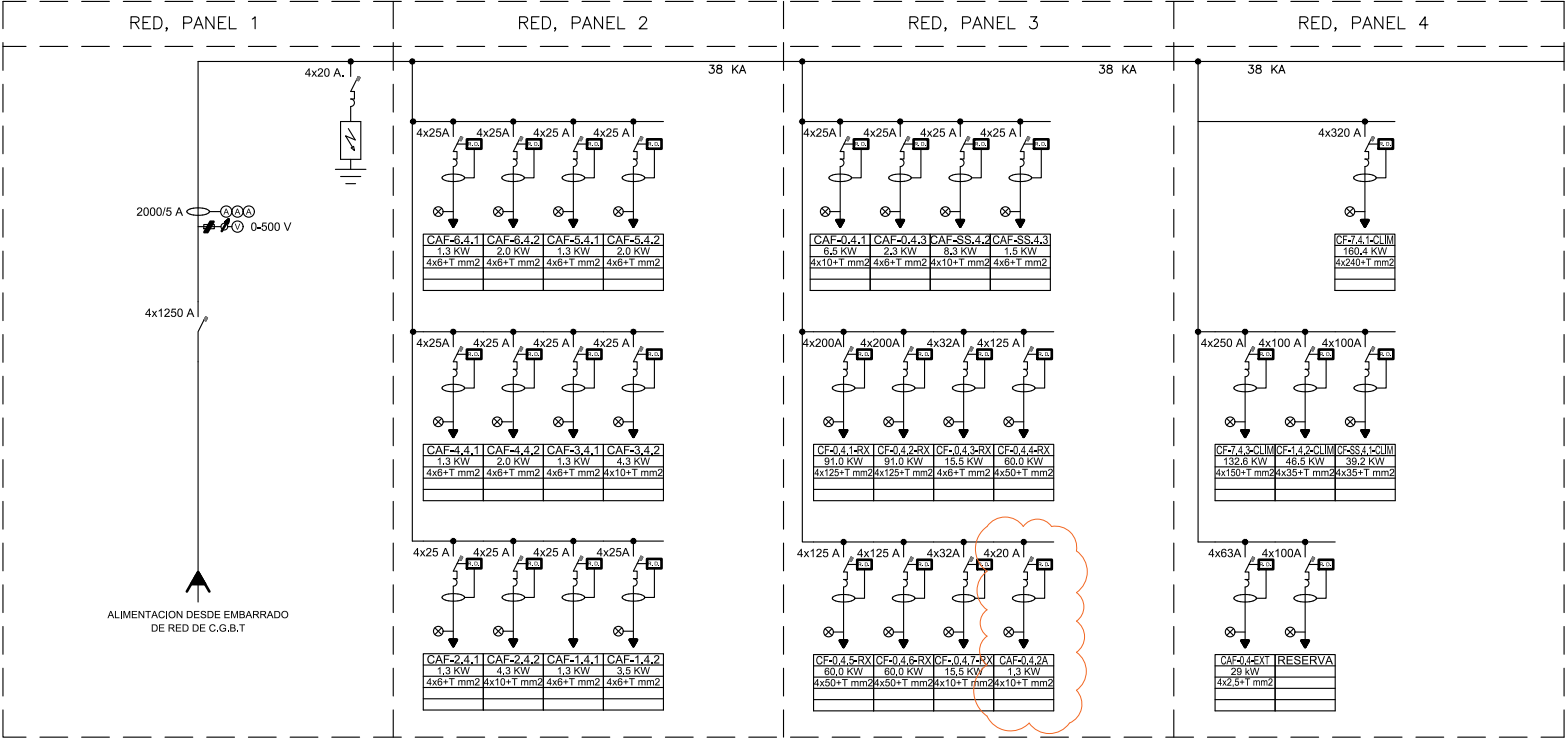 RED, PANEL 1
RED, PANEL 2
RED, PANEL 3
RED, PANEL 4
4x20 A.
2000/5 A
A A A
V 0-500 V
4x1250 A
ALIMENTACION DESDE EMBARRADO
DE RED DE C.G.B.T
38 KA
4x25A 4x25A 4x25 A 4x25 A
R.D. R.D. R.D. R.D.
CAF-6.4.1 CAF-6.4.2 CAF-5.4.1 CAF-5.4.2
1.3 KW 2.0 KW 1.3 KW 2.0 KW
4x6+T mm2 4x6+T mm2 4x6+T mm2 4x6+T mm2
4x25A 4x25 A 4x25 A 4x25 A
R.D. R.D. R.D. R.D.
CAF-4.4.1 CAF-4.4.2 CAF-3.4.1 CAF-3.4.2
1.3 KW 2.0 KW 1.3 KW 4.3 KW
4x6+T mm2 4x6+T mm2 4x6+T mm2 4x10+T mm2
4x25 A 4x25 A 4x25 A 4x25A
R.D. R.D. R.D. R.D.
CAF-2.4.1 CAF-2.4.2 CAF-1.4.1 CAF-1.4.2
1,3 KW 4,3 KW 1,3 KW 3,5 KW
4x6+T mm2 4x10+T mm2 4x6+T mm2 4x6+T mm2
38 KA
4x25A 4x25A 4x25 A 4x25 A
R.D. R.D. R.D. R.D.
CAF-0.4.1 CAF-0.4.3 CAF-SS.4.2 CAF-SS.4.3
6.5 KW 2.3 KW 8.3 KW 1.5 KW
4x10+T mm2 4x6+T mm2 4x10+T mm2 4x6+T mm2
4x200A 4x200A 4x32A 4x125 A
R.D. R.D. R.D. R.D.
CF-0.4.1-RX CF-0.4.2-RX CF-.0.4.3-RX CF-0.4.4-RX
91.0 KW 91.0 KW 15.5 KW 60.0 KW
4x125+T mm2 4x125+T mm2 4x6+T mm2 4x50+T mm2
4x125 A 4x125 A 4x32A 4x20 A
R.D. R.D. R.D. R.D.
CF-0.4.5-RX CF-0.4.6-RX CF-.0.4.7-RX CAF-0.4.2A
60,0 KW 60,0 KW 15,5 KW 1,3 KW
4x50+T mm2 4x50+T mm2 4x10+T mm2 4x10+T mm2
38 KA
4x320 A
R.D.
CF-7.4.1-CLIM
160.4 KW
4x240+T mm2
4x250 A 4x100 A 4x100A
R.D. R.D. R.D.
CF-7.4.3-CLIM CF-1.4.2-CLIM CF-SS.4.1-CLIM
132.6 KW 46.5 KW 39.2 KW
4x150+T mm2 4x35+T mm2 4x35+T mm2
4x63A 4x100A
R.D. R.D.
CAF-0.4-EXT RESERVA
29 kW
4x2,5+T mm2